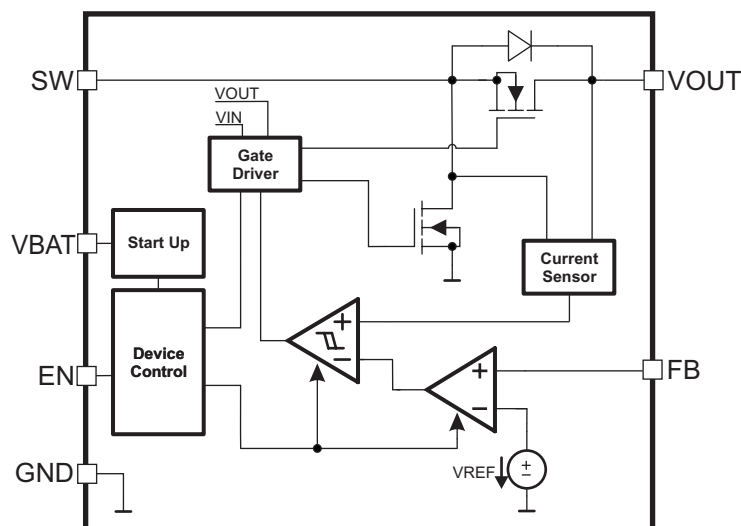 SW
VOUT
VOUT
VIN
Gate
Driver
VBAT
Start Up
Current
Sensor
Device
Control
EN
FB
GND
VREF
+
−
+
−
+
−